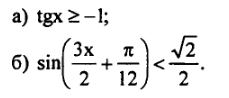 а) tgx ≥ −1;
б) sin(3x/2 + π/12) < √2/2.